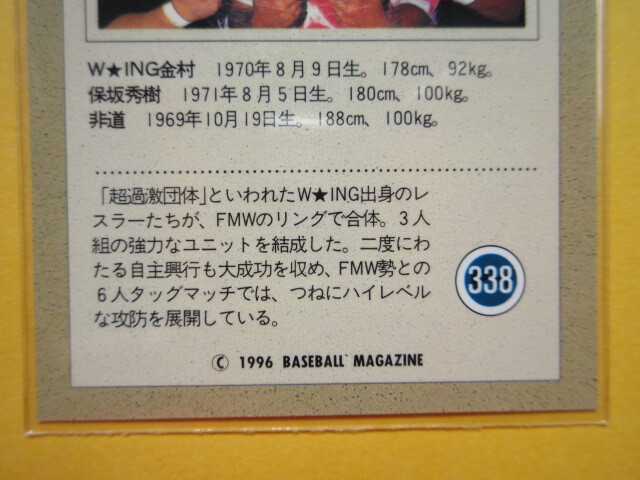 W★ING金村 1970年8月9日生。178cm、92kg。
保坂秀樹 1971年8月5日生。180cm、100kg。
非道 1969年10月19日生。188cm、100kg。
「超過激団体」といわれたW★ING出身のレ
スラーたちが、FMWのリングで合体。3人
組の強力なユニットを結成した。二度にわ
たる自主興行も大成功を収め、FMW勢との
6人タッグマッチでは、つねにハイレベル
な攻防を展開している。
338
© 1996 BASEBALL MAGAZINE